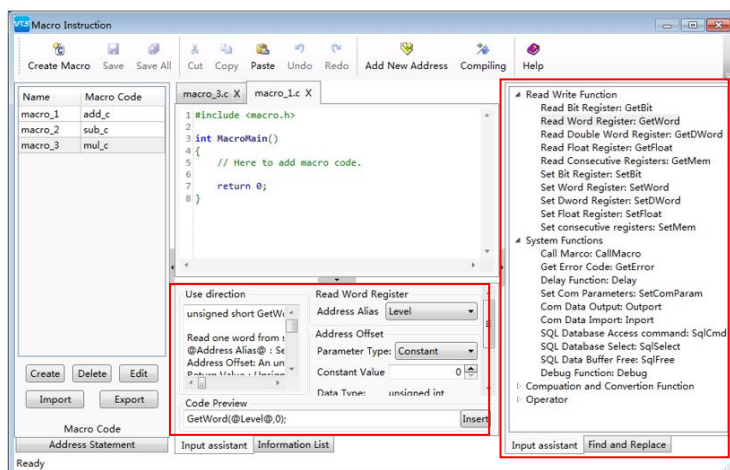 VT5 Macro Instruction
Create Macro Save Save All Cut Copy Paste Undo Redo Add New Address Compiling Help
Name Macro Code
macro_1 add_c
macro_2 sub_c
macro_3 mul_c
Create Delete Edit
Import Export
Macro Code
Address Statement
Ready
macro_3.c X macro_1.c X
1 #include <macro.h>
2
3 int MacroMain()
4 {
5 // Here to add macro code.
6
7 return 0;
8 }
Use direction
unsigned short GetWo
Read one word from s
@Address Alias@ : Se
Address Offset: An un
Return Value : Unsign
Read Word Register
Address Alias Level
Address Offset
Parameter Type: Constant
Constant Value 0
Data Type: unsigned int
Code Preview
GetWord(@Level@,0); Insert
Input assistant Information List
Read Write Function
Read Bit Register: GetBit
Read Word Register: GetWord
Read Double Word Register: GetDWord
Read Float Register: GetFloat
Read Consecutive Registers: GetMem
Set Bit Register: SetBit
Set Word Register: SetWord
Set Dword Register: SetDWord
Set Float Register: SetFloat
Set consecutive registers: SetMem
System Functions
Call Marco: CallMacro
Get Error Code: GetError
Delay Function: Delay
Set Com Parameters: SetComParam
Com Data Output: Outport
Com Data Import: Inport
SQL Database Access command: SqlCmd
SQL Database Select: SqlSelect
SQL Data Buffer Free: SqlFree
Debug Function: Debug
Compuation and Convertion Function
Operator
Input assistant Find and Replace